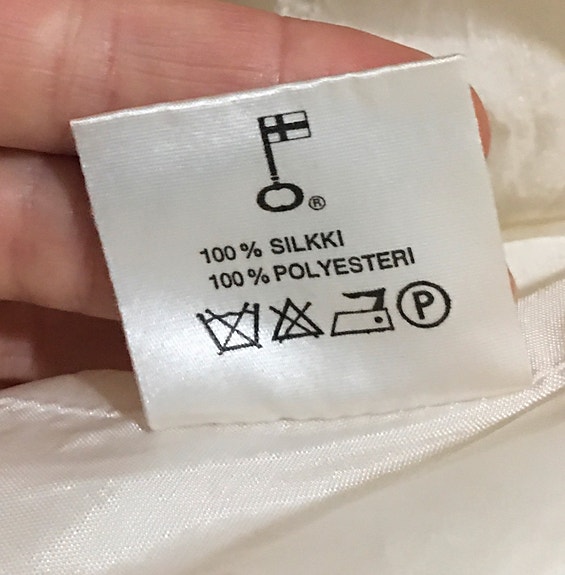 ®
100% SILKKI
100% POLYESTERI
P